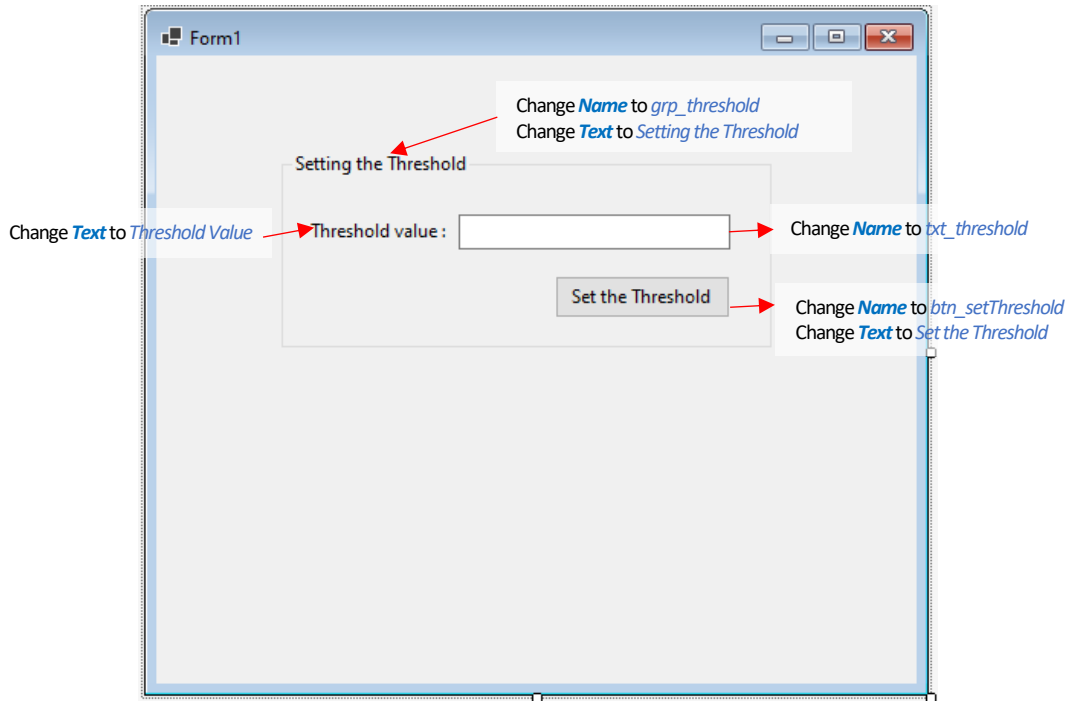 Form1
Change Name to grp_threshold
Change Text to Setting the Threshold
Setting the Threshold
Change Text to Threshold Value
Threshold value :
Change Name to txt_threshold
Set the Threshold
Change Name to btn_setThreshold
Change Text to Set the Threshold